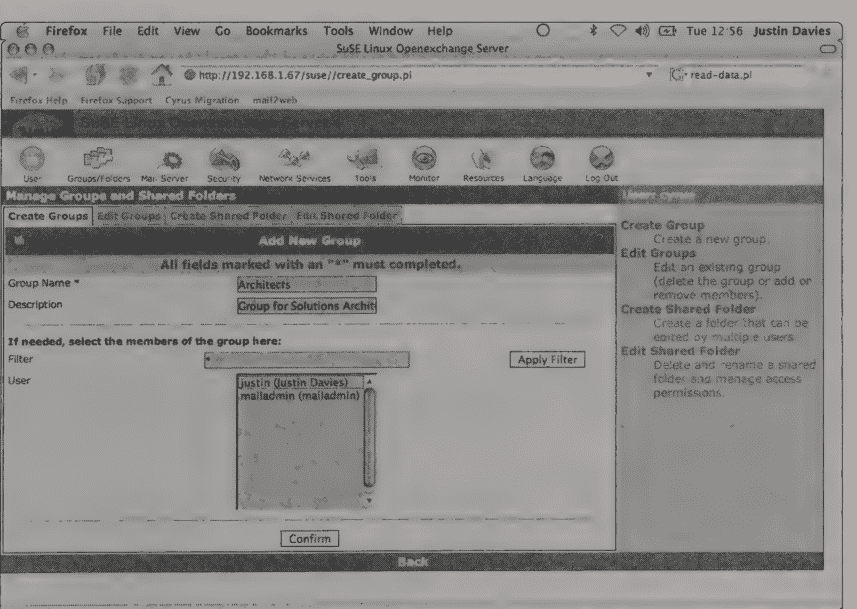 Firefox File Edit View Go Bookmarks Tools Window Help Tue 12:56 Justin Davies
SuSE Linux Openexchange Server
http://192.168.1.67/suse//create_group.pl
read-data.pl
Firefox Help Firefox Support Cyrus Migration mail2web
SuSE Linux Openexchange Server
User Groups/Folders Mail Server Security Network Services Tools Monitor Resources Language Log Out
Manage Groups and Shared Folders
Create Groups Edit Groups Create Shared Folder Edit Shared Folder
Add New Group
All fields marked with an "*" must completed.
Group Name *
Architects
Description
Group for Solutions Archit
If needed, select the members of the group here:
Filter
*
Apply Filter
User
justin (Justin Davies)
mailadmin (mailadmin)
Confirm
Back
Create Group
Create a new group.
Edit Groups
Edit an existing group
(delete the group or add or
remove members).
Create Shared Folder
Create a folder that can be
edited by multiple users
Edit Shared Folder
Delete and rename a shared
folder and manage access
permissions.